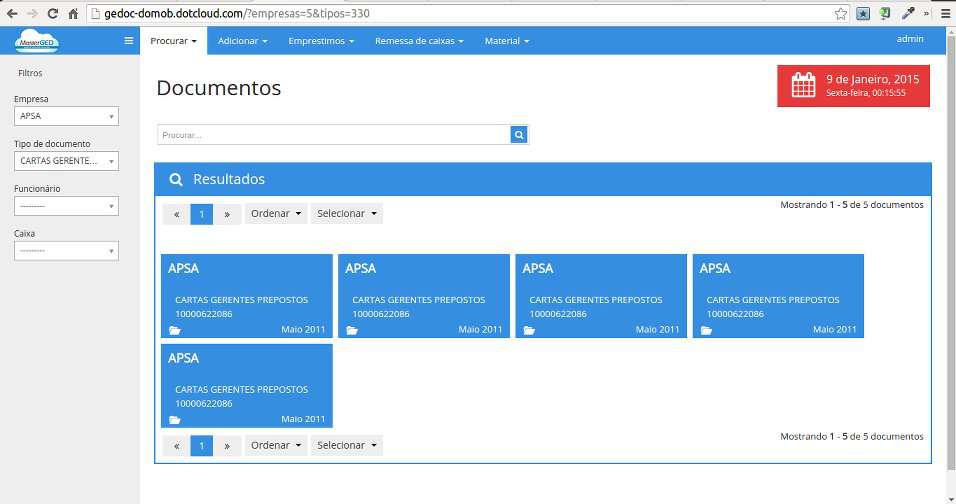 gedoc-domob.dotcloud.com/?empresas=5&tipos=330
MasterGED
Procurar
Adicionar
Emprestimos
Remessa de caixas
Material
admin
Filtros
Empresa
APSA
Tipo de documento
CARTAS GERENTE...
Funcionário
---------
Caixa
---------
Documentos
9 de Janeiro, 2015
Sexta-feira, 00:15:55
Procurar...
Resultados
« 1 » Ordenar Selecionar
Mostrando 1 - 5 de 5 documentos
APSA
CARTAS GERENTES PREPOSTOS
10000622086
Maio 2011
APSA
CARTAS GERENTES PREPOSTOS
10000622086
Maio 2011
APSA
CARTAS GERENTES PREPOSTOS
10000622086
Maio 2011
APSA
CARTAS GERENTES PREPOSTOS
10000622086
Maio 2011
APSA
CARTAS GERENTES PREPOSTOS
10000622086
Maio 2011
« 1 » Ordenar Selecionar
Mostrando 1 - 5 de 5 documentos